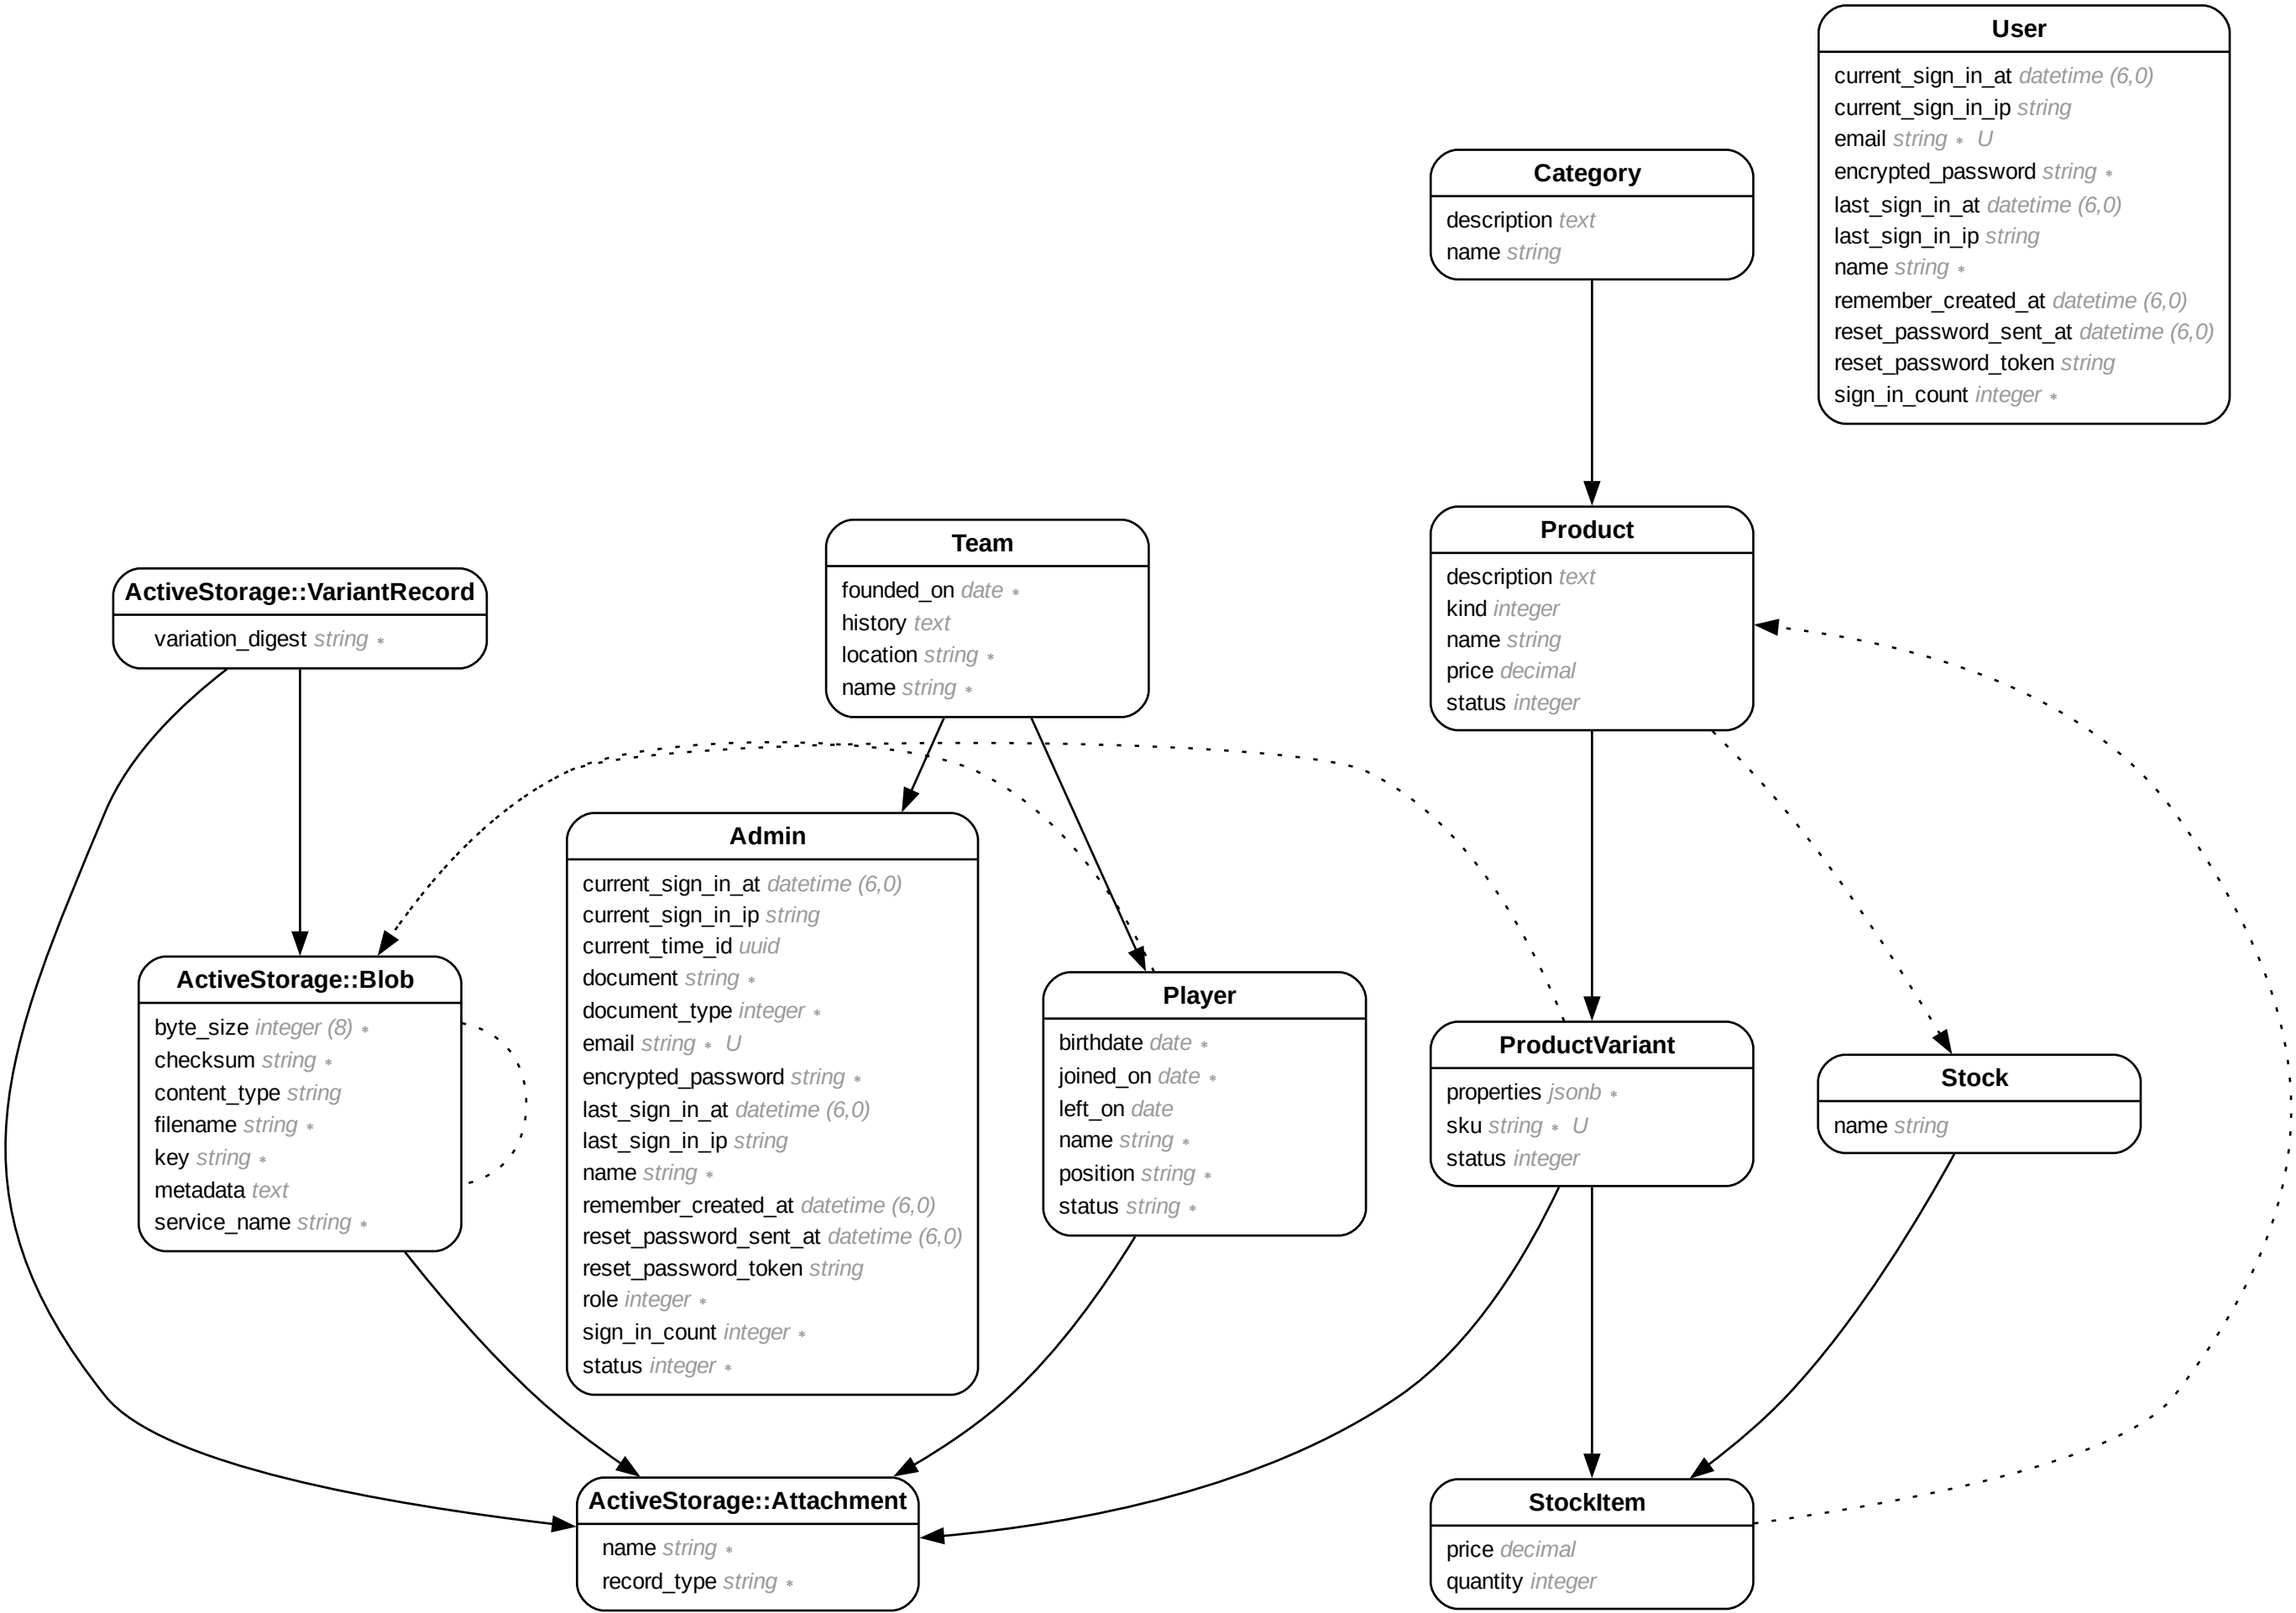 User
current_sign_in_at datetime (6,0)
current_sign_in_ip string
email string * U
encrypted_password string *
last_sign_in_at datetime (6,0)
last_sign_in_ip string
name string *
remember_created_at datetime (6,0)
reset_password_sent_at datetime (6,0)
reset_password_token string
sign_in_count integer *
Category
description text
name string
Product
description text
kind integer
name string
price decimal
status integer
Team
founded_on date *
history text
location string *
name string *
ActiveStorage::VariantRecord
variation_digest string *
Admin
current_sign_in_at datetime (6,0)
current_sign_in_ip string
current_time_id uuid
document string *
document_type integer *
email string * U
encrypted_password string *
last_sign_in_at datetime (6,0)
last_sign_in_ip string
name string *
remember_created_at datetime (6,0)
reset_password_sent_at datetime (6,0)
reset_password_token string
role integer *
sign_in_count integer *
status integer *
ActiveStorage::Blob
byte_size integer (8) *
checksum string *
content_type string
filename string *
key string *
metadata text
service_name string *
Player
birthdate date *
joined_on date *
left_on date
name string *
position string *
status string *
ProductVariant
properties jsonb *
sku string * U
status integer
Stock
name string
ActiveStorage::Attachment
name string *
record_type string *
StockItem
price decimal
quantity integer